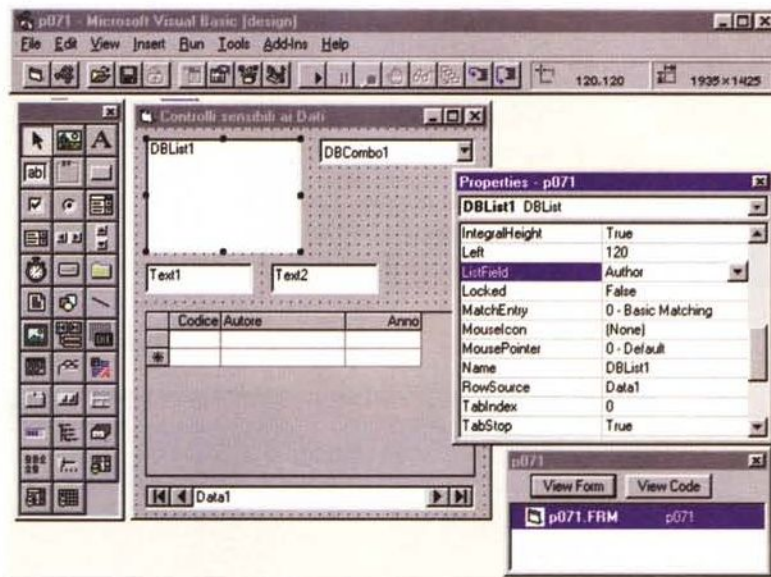 p071 - Microsoft Visual Basic [design]
File Edit View Insert Run Tools Add-Ins Help
120,120 1935×1425
Controlli sensibili ai Dati
A
DBList1
DBCombo1
ab|
Text1 Text2
Codice Autore Anno
Data1
Properties - p071
DBList1 DBList
IntegralHeight True
Left 120
ListField Author
Locked False
MatchEntry 0 - Basic Matching
MouseIcon (None)
MousePointer 0 - Default
Name DBList1
RowSource Data1
TabIndex 0
TabStop True
p071
View Form View Code
p071.FRM p071